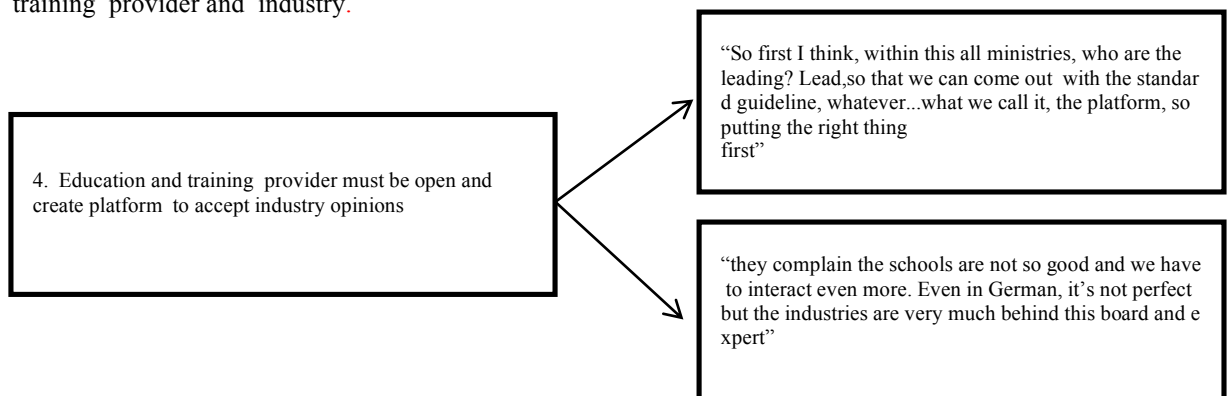 training provider and industry.
4. Education and training provider must be open and
create platform to accept industry opinions
“So first I think, within this all ministries, who are the
leading? Lead,so that we can come out with the standar
d guideline, whatever...what we call it, the platform, so
putting the right thing
first”
“they complain the schools are not so good and we have
to interact even more. Even in German, it’s not perfect
but the industries are very much behind this board and e
xpert”